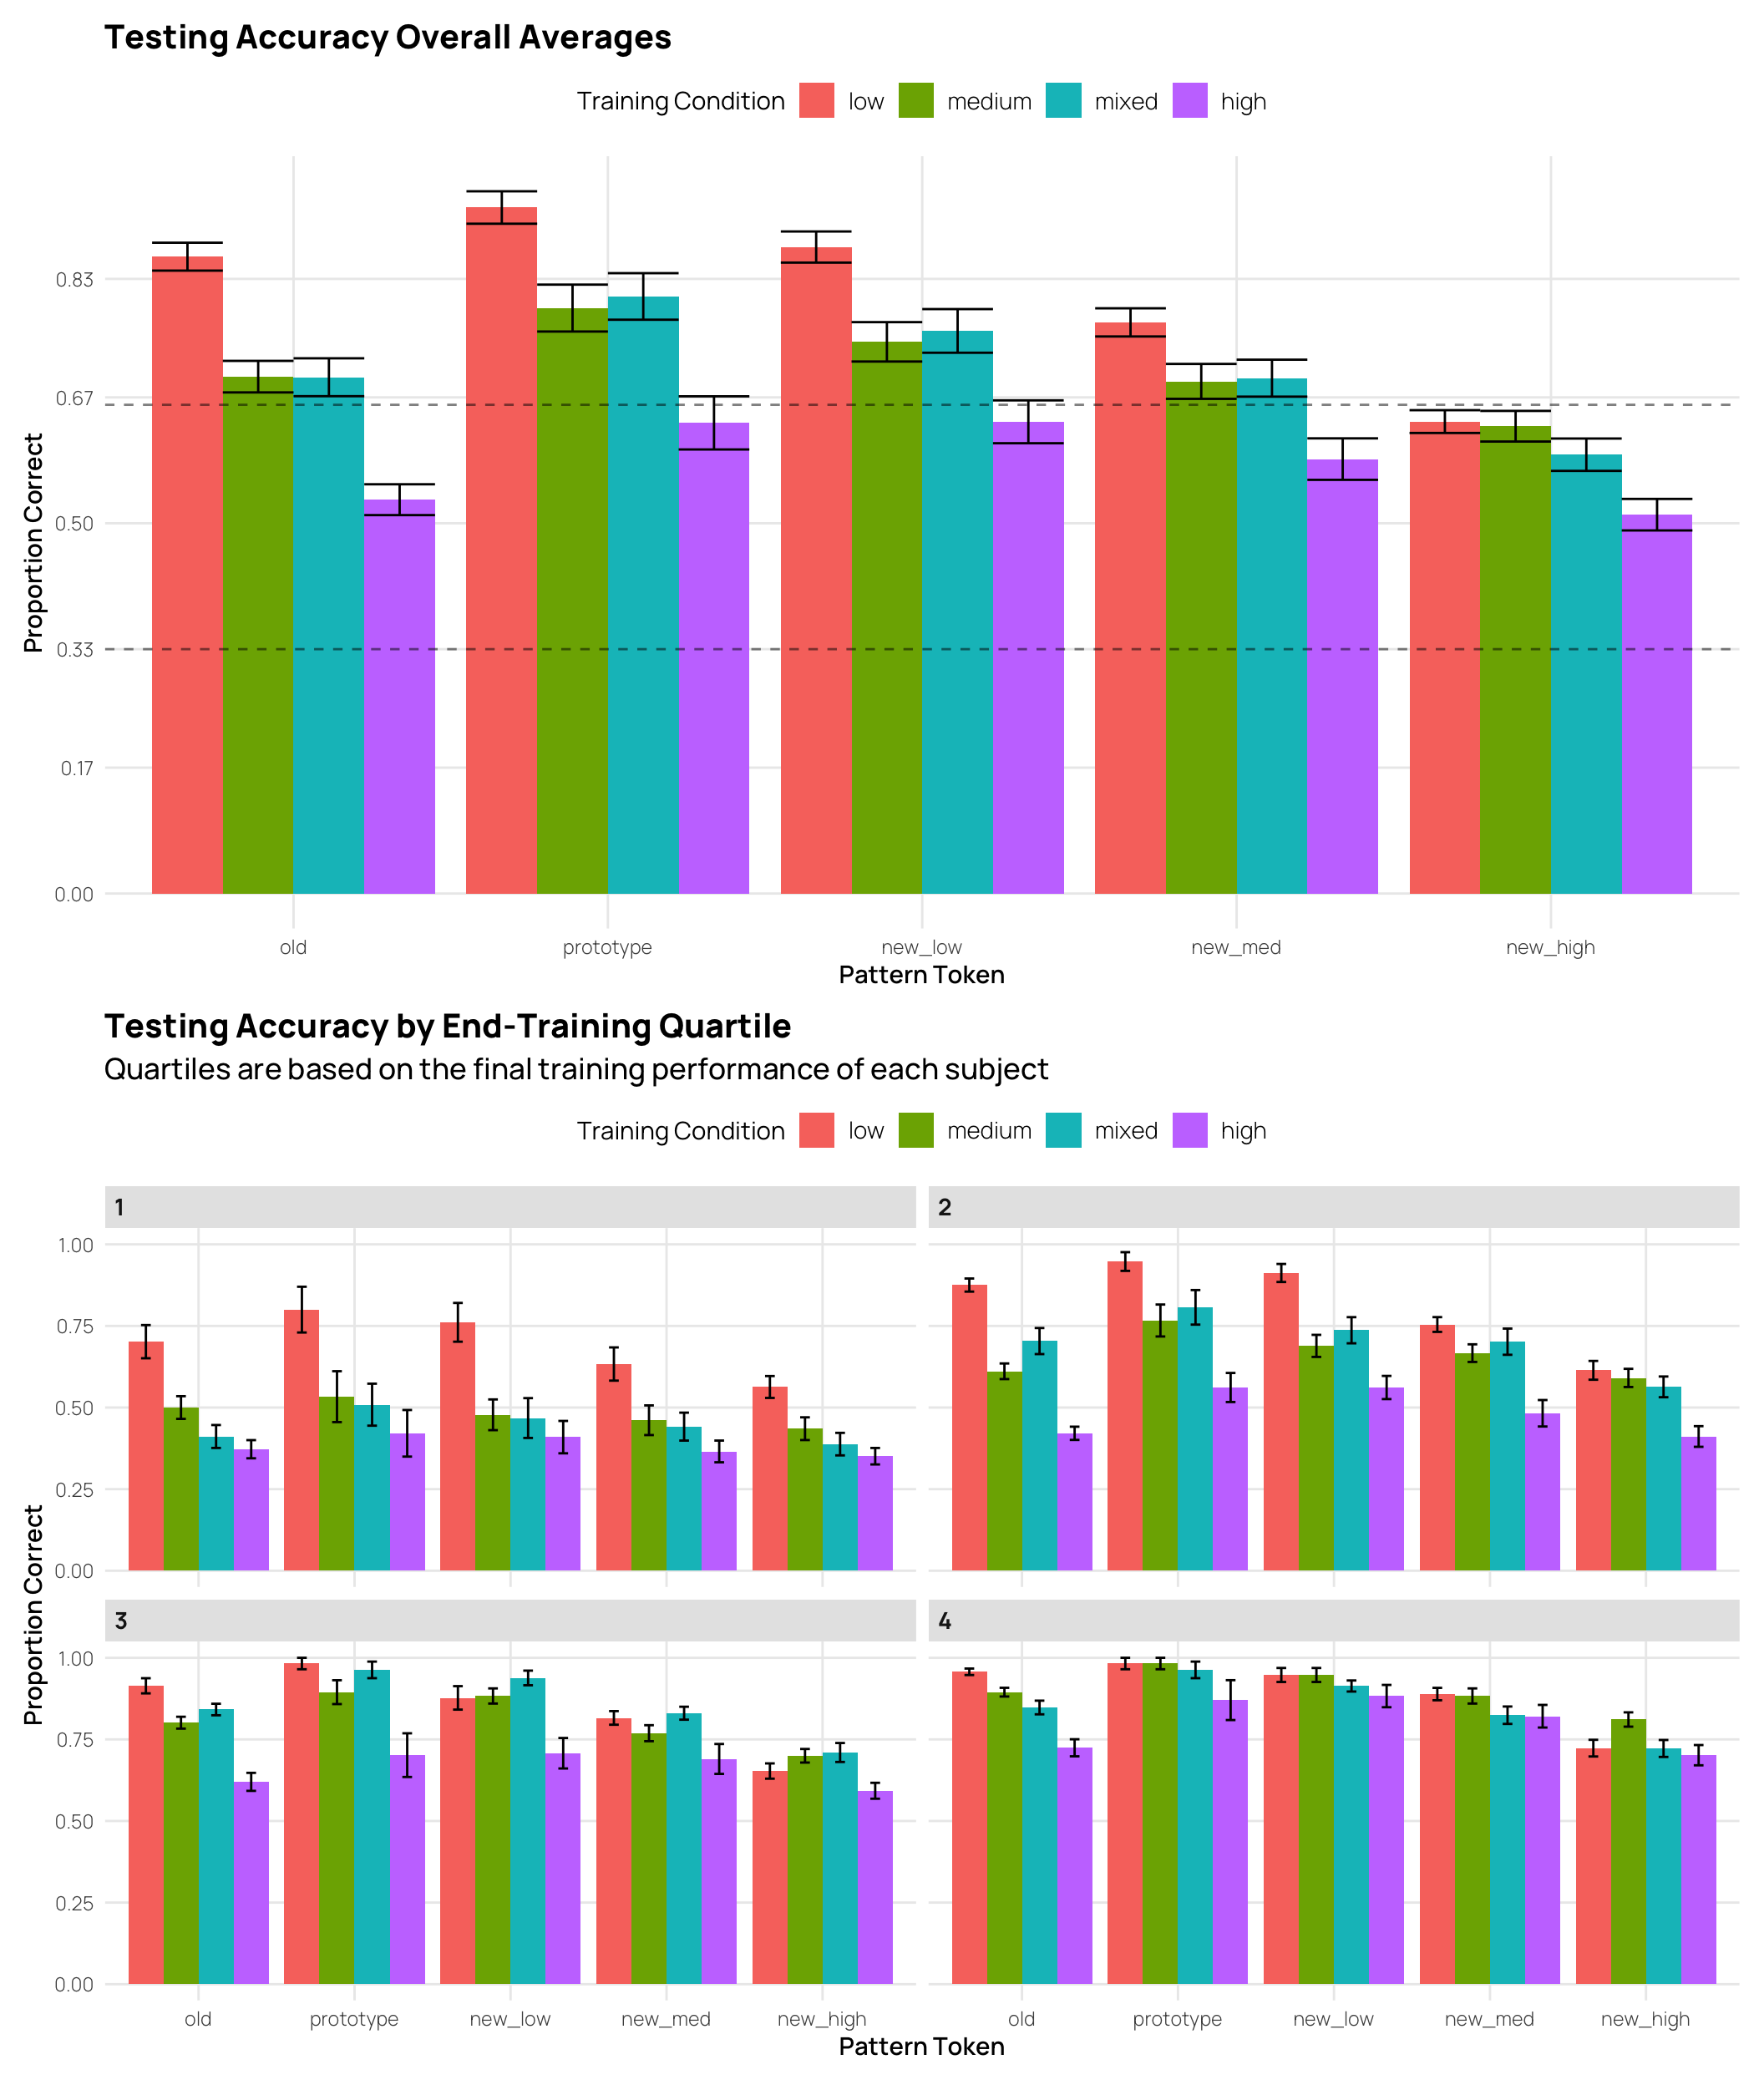 Testing Accuracy Overall Averages
Training Condition low medium mixed high
Proportion Correct
0.83
0.67
0.50
0.33
0.17
0.00
old prototype new_low new_med new_high
Pattern Token
Testing Accuracy by End-Training Quartile
Quartiles are based on the final training performance of each subject
Training Condition low medium mixed high
Proportion Correct
1 2
1.00
0.75
0.50
0.25
0.00
3 4
1.00
0.75
0.50
0.25
0.00
old prototype new_low new_med new_high old prototype new_low new_med new_high
Pattern Token